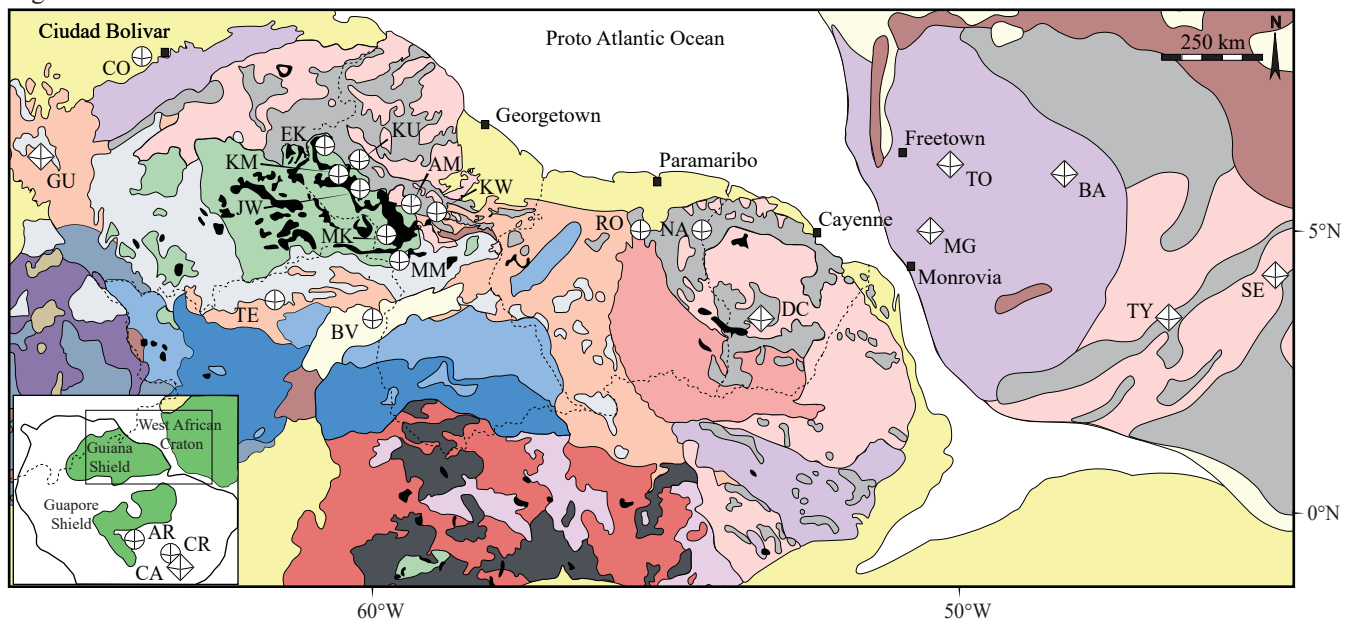 Ciudad Bolivar
CO
Proto Atlantic Ocean
N
250 km
EK
KU
Georgetown
Freetown
KM
AM
Paramaribo
GU
KW
TO
BA
JW
RO
NA
Cayenne
5°N
MK
MG
MM
Monrovia
SE
TE
DC
TY
BV
West African
Craton
Guiana
Shield
Guapore
Shield
AR
CR
CA
0°N
60°W
50°W